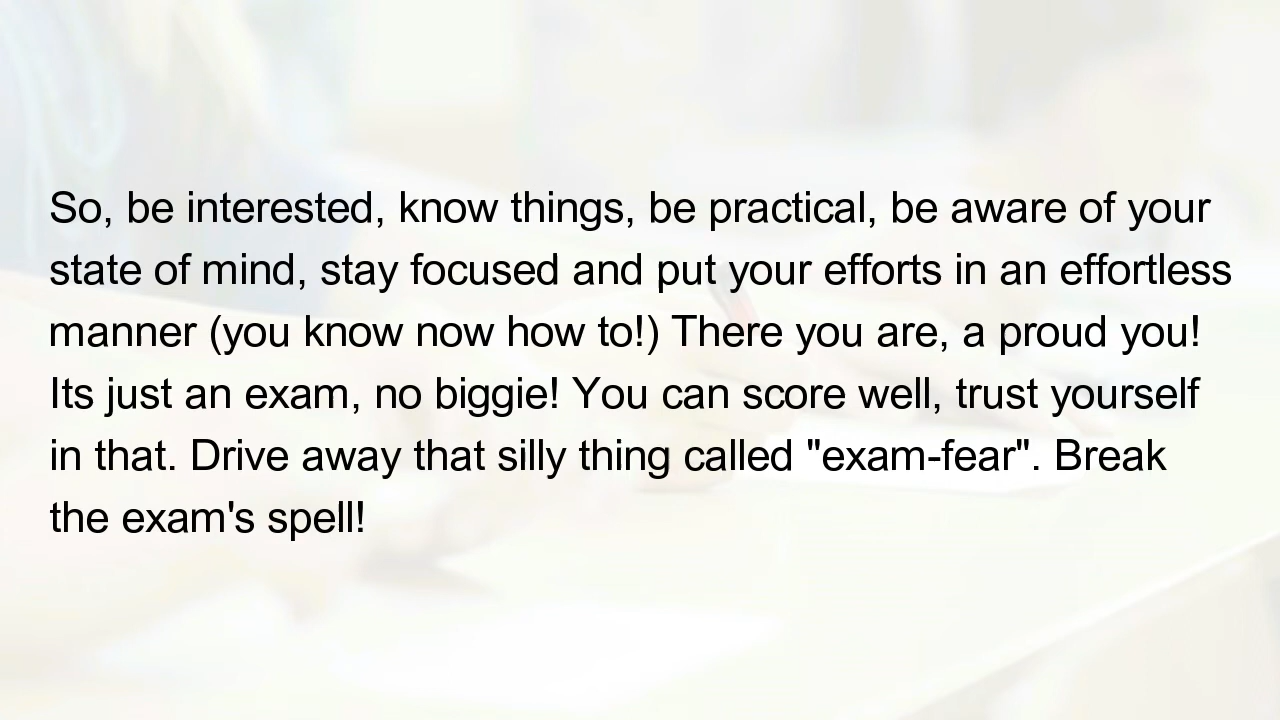 So, be interested, know things, be practical, be aware of your
state of mind, stay focused and put your efforts in an effortless
manner (you know now how to!) There you are, a proud you!
Its just an exam, no biggie! You can score well, trust yourself
in that. Drive away that silly thing called "exam-fear". Break
the exam's spell!